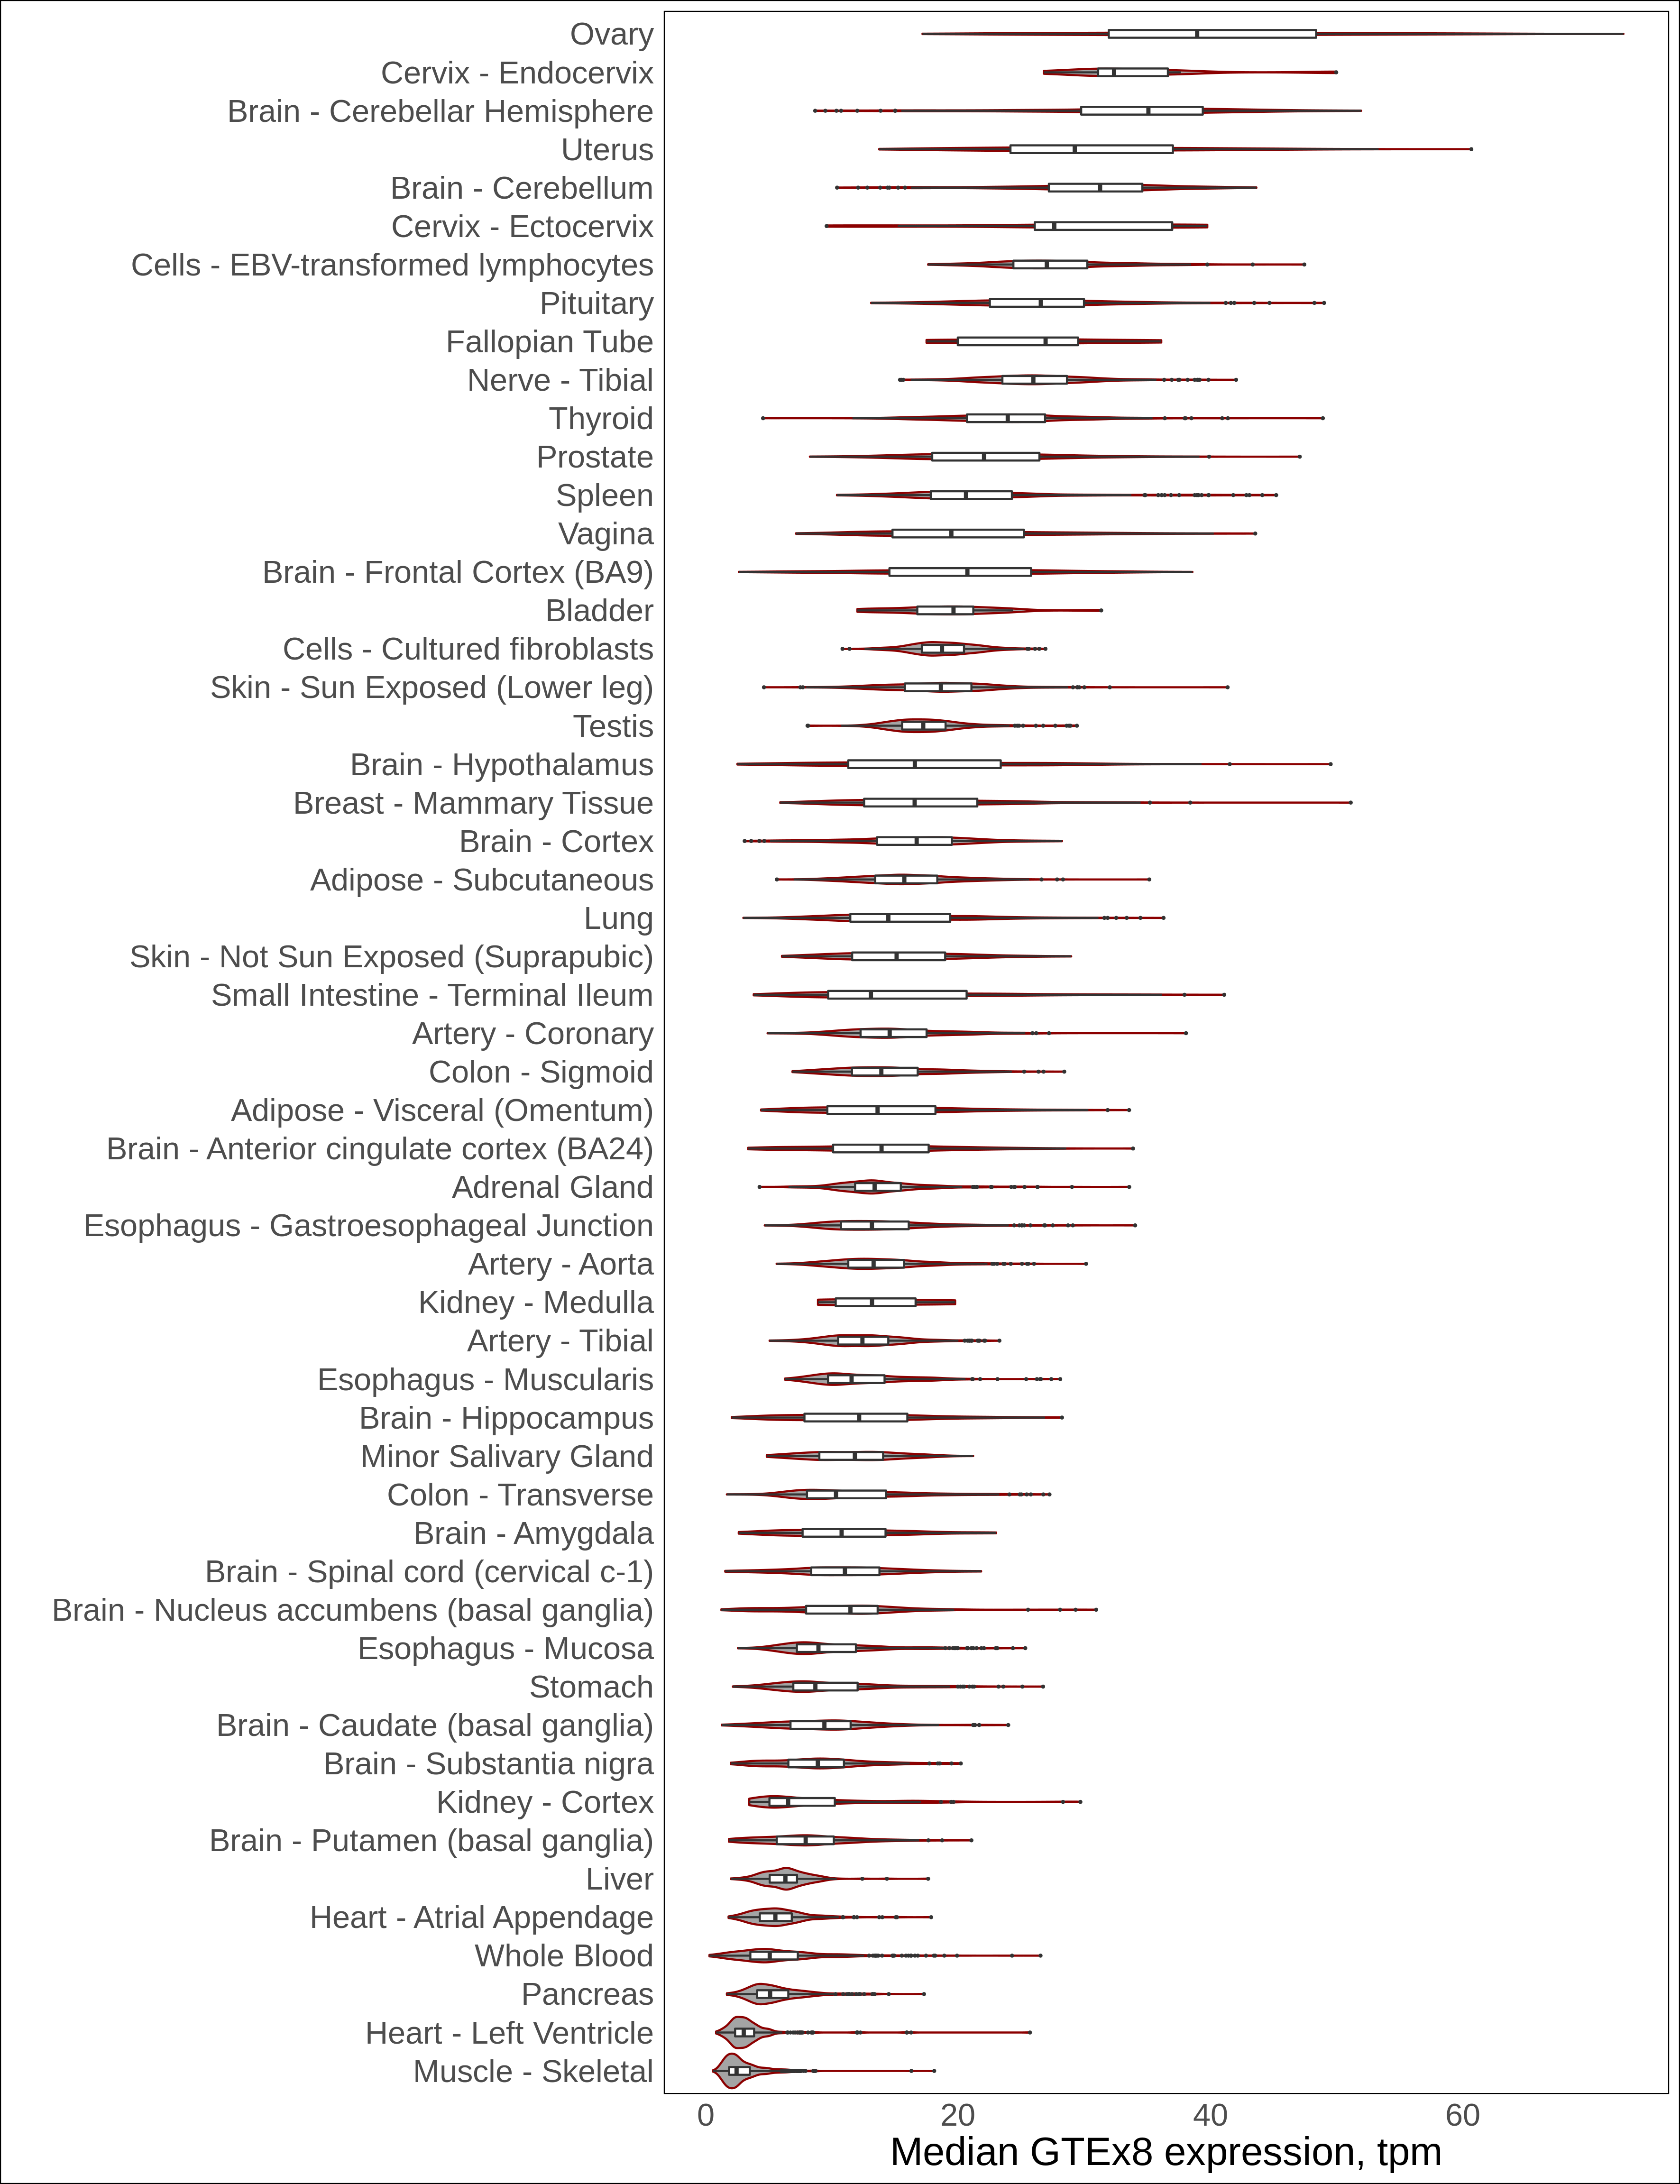 Ovary
Cervix - Endocervix
Brain - Cerebellar Hemisphere
Uterus
Brain - Cerebellum
Cervix - Ectocervix
Cells - EBV-transformed lymphocytes
Pituitary
Fallopian Tube
Nerve - Tibial
Thyroid
Prostate
Spleen
Vagina
Brain - Frontal Cortex (BA9)
Bladder
Cells - Cultured fibroblasts
Skin - Sun Exposed (Lower leg)
Testis
Brain - Hypothalamus
Breast - Mammary Tissue
Brain - Cortex
Adipose - Subcutaneous
Lung
Skin - Not Sun Exposed (Suprapubic)
Small Intestine - Terminal Ileum
Artery - Coronary
Colon - Sigmoid
Adipose - Visceral (Omentum)
Brain - Anterior cingulate cortex (BA24)
Adrenal Gland
Esophagus - Gastroesophageal Junction
Artery - Aorta
Kidney - Medulla
Artery - Tibial
Esophagus - Muscularis
Brain - Hippocampus
Minor Salivary Gland
Colon - Transverse
Brain - Amygdala
Brain - Spinal cord (cervical c-1)
Brain - Nucleus accumbens (basal ganglia)
Esophagus - Mucosa
Stomach
Brain - Caudate (basal ganglia)
Brain - Substantia nigra
Kidney - Cortex
Brain - Putamen (basal ganglia)
Liver
Heart - Atrial Appendage
Whole Blood
Pancreas
Heart - Left Ventricle
Muscle - Skeletal
0 20 40 60
Median GTEx8 expression, tpm